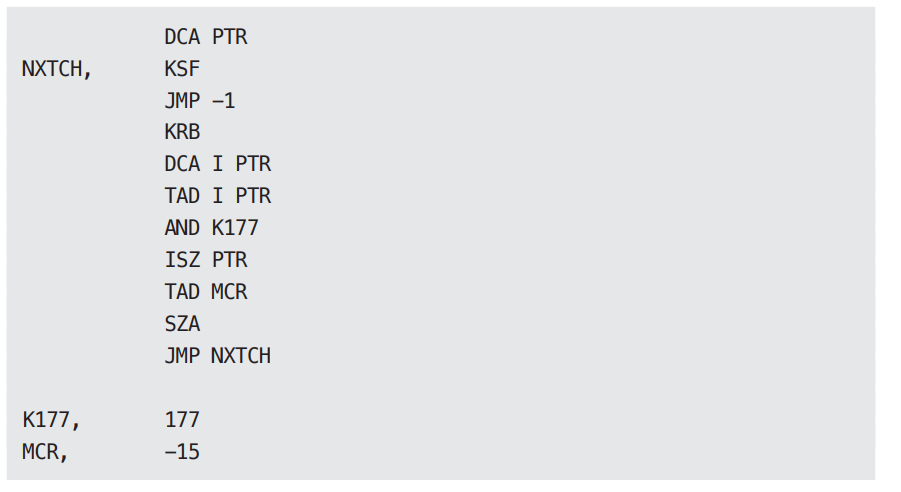 DCA PTR
NXTCH, KSF
JMP –1
KRB
DCA I PTR
TAD I PTR
AND K177
ISZ PTR
TAD MCR
SZA
JMP NXTCH
K177, 177
MCR, –15